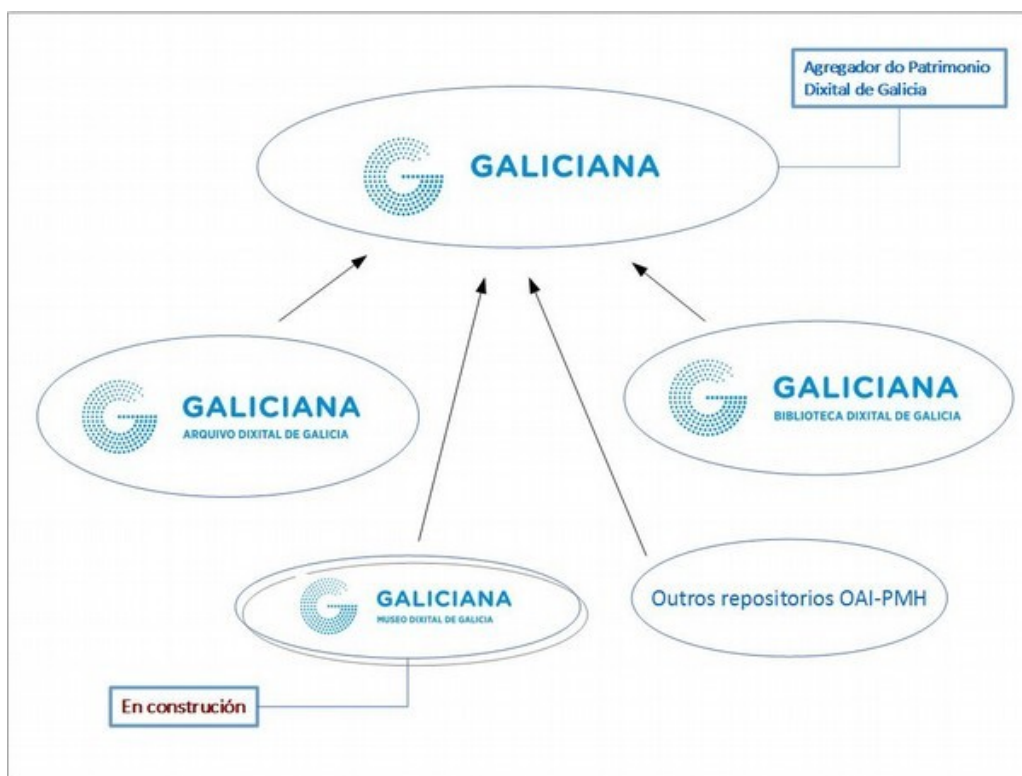 Agregador do Patrimonio
Dixital de Galicia
GALICIANA
GALICIANA
ARQUIVO DIXITAL DE GALICIA
GALICIANA
BIBLIOTECA DIXITAL DE GALICIA
GALICIANA
MUSEO DIXITAL DE GALICIA
Outros repositorios OAI-PMH
En construción